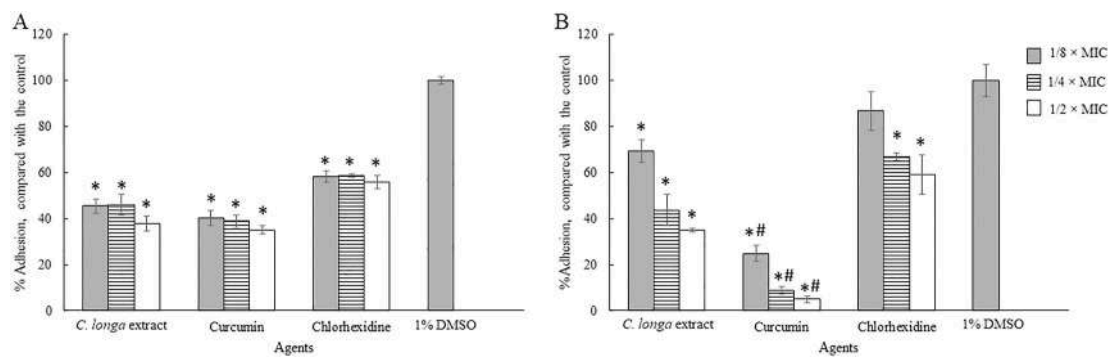 A
% Adhesion, compared with the control
120
100
80
60
40
20
0
* * *
* * *
* * *
C. longa extract
Curcumin
Chlorhexidine
1% DMSO
Agents
B
%Adhesion, compared with the control
120
100
80
60
40
20
0
*
*
*
*#
*#
*#
*
*
C. longa extract
Curcumin
Chlorhexidine
1% DMSO
Agents
1/8 × MIC
1/4 × MIC
1/2 × MIC